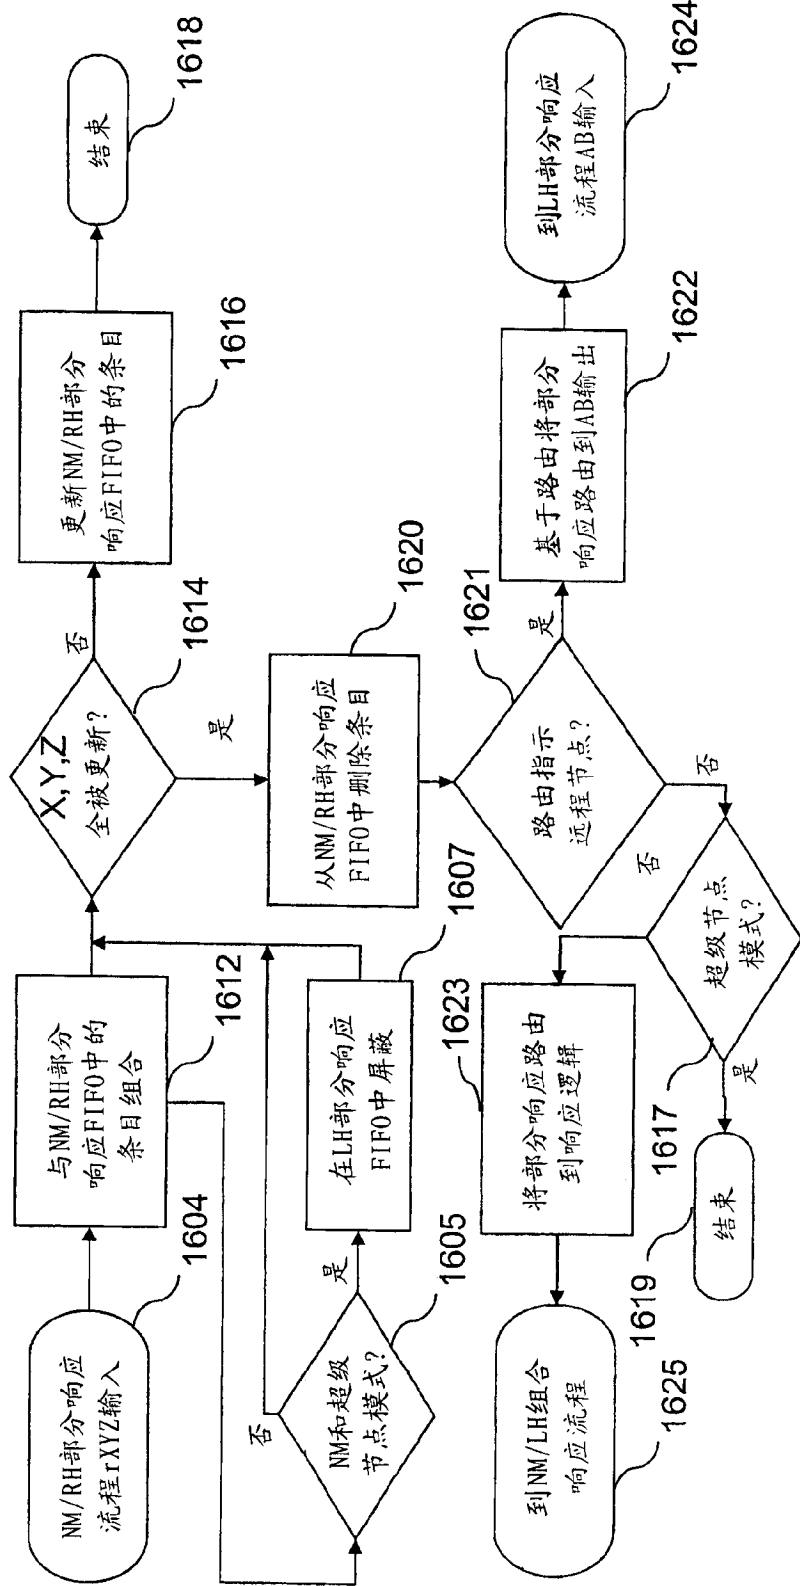 NM/RH部分响应
流程rXYZ输入
1604
与NM/RH部分
响应FIFO中的
条目组合
1612
NM和超级
节点模式?
1605
是
否
在LH部分响应
FIFO中屏蔽
1607
X,Y,Z
全被更新?
1614
否
更新NM/RH部分
响应FIFO中的条目
1616
结束
1618
是
从NM/RH部分响应
FIFO中删除条目
1620
路由指示
远程节点?
1621
是
基于路由将部分
响应路由到AB输出
1622
到LH部分响应
流程AB输入
1624
否
超级节点
模式?
1617
否
将部分响应路由
到响应逻辑
1623
到NM/LH组合
响应流程
1625
是
结束
1619